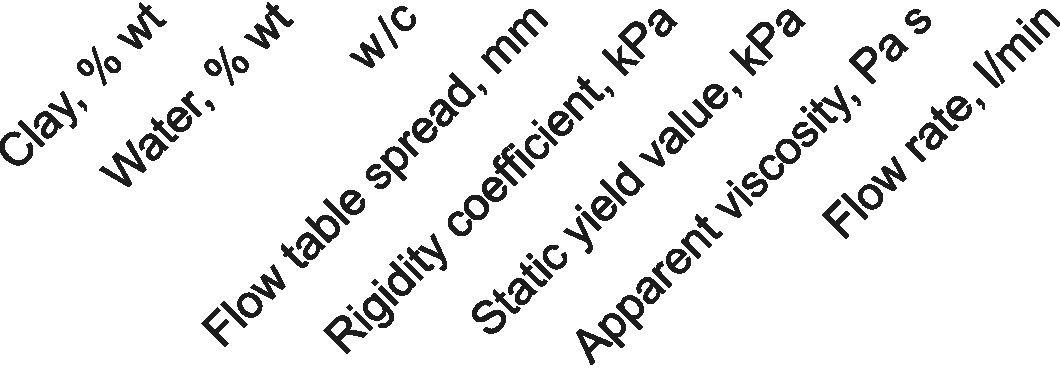 Clay, % wt
Water, % wt
w/c
Flow table spread, mm
Rigidity coefficient, kPa
Static yield value, kPa
Apparent viscosity, Pa s
Flow rate, l/min